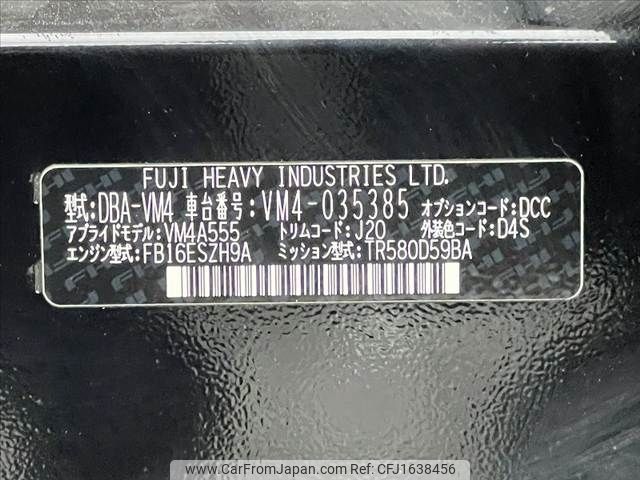 FUJI HEAVY INDUSTRIES LTD.
型式:DBA-VM4 車台番号:VM4-035385 オプションコード:DCC
アプライドモデル:VM4A555 トリムコード:J20 外装色コード:D4S
エンジン型式:FB16ESZH9A ミッション型式:TR580D59BA
www.carfromjapan.com - CFJ1638456